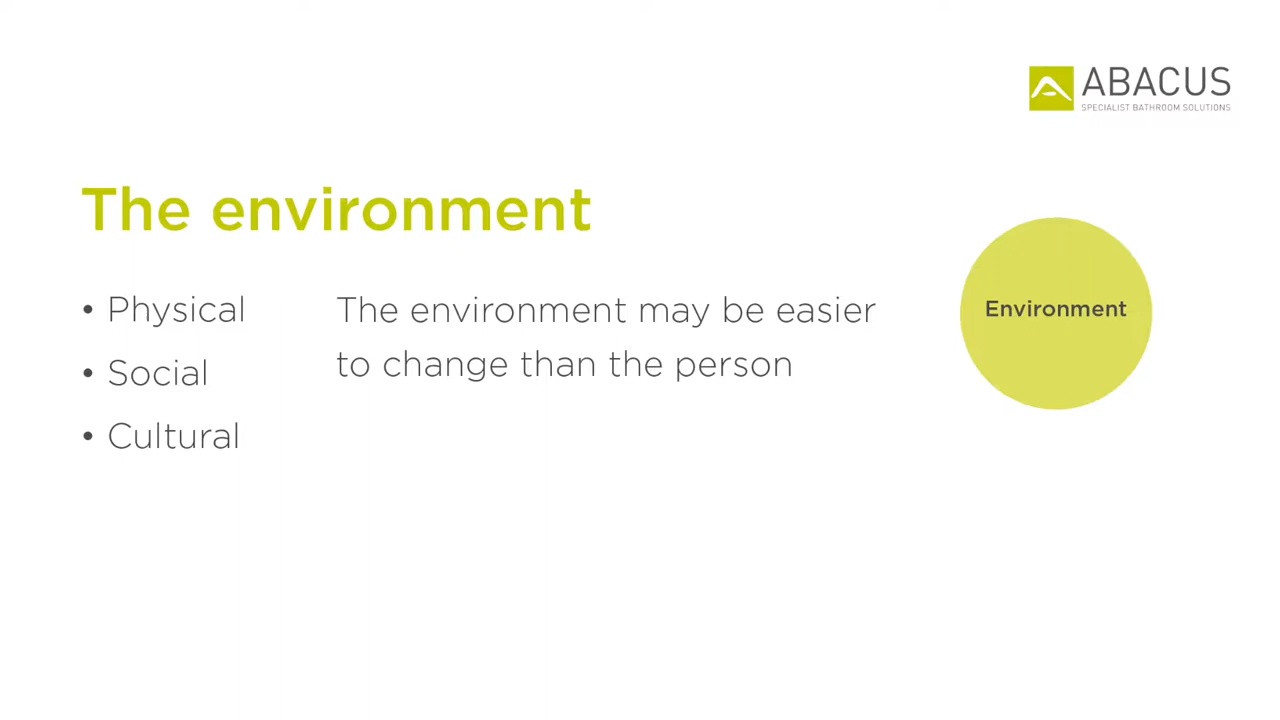 ABACUS
SPECIALIST BATHROOM SOLUTIONS
The environment
• Physical
• Social
• Cultural
The environment may be easier
to change than the person
Environment